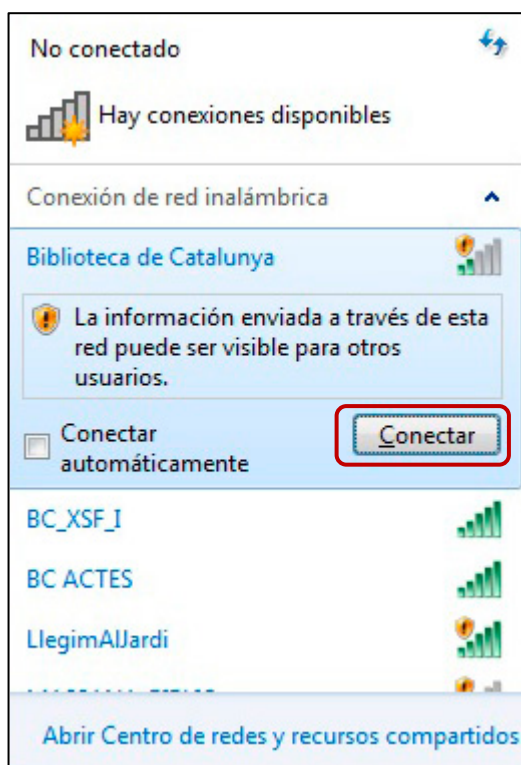 No conectado
Hay conexiones disponibles
Conexión de red inalámbrica
Biblioteca de Catalunya
La información enviada a través de esta
red puede ser visible para otros
usuarios.
Conectar
automáticamente
Conectar
BC_XSF_I
BC ACTES
LlegimAlJardi
Abrir Centro de redes y recursos compartidos